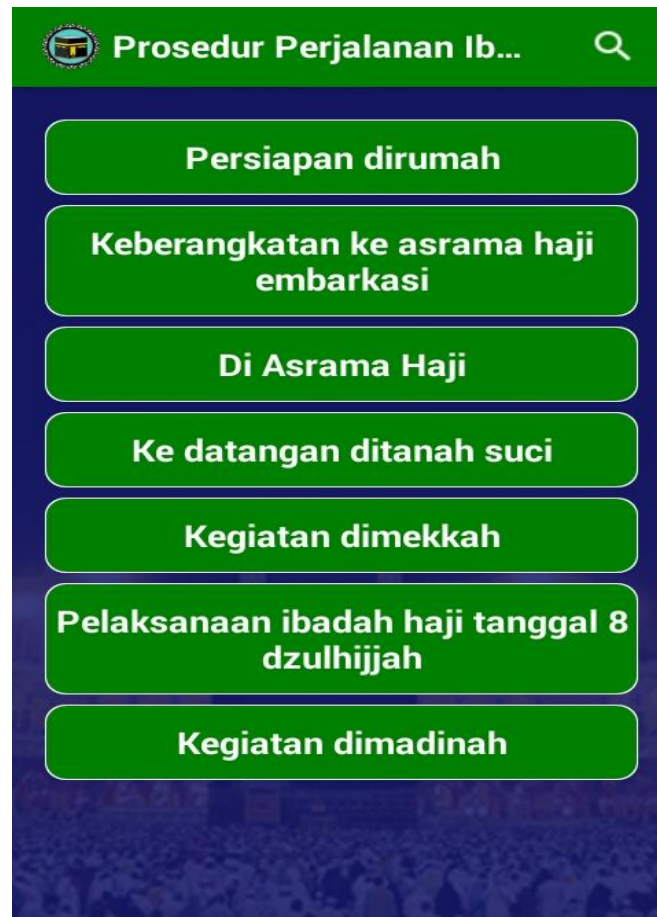 Prosedur Perjalanan Ib...
Persiapan dirumah
Keberangkatan ke asrama haji
embarkasi
Di Asrama Haji
Ke datangan ditanah suci
Kegiatan dimekkah
Pelaksanaan ibadah haji tanggal 8
dzulhijjah
Kegiatan dimadinah